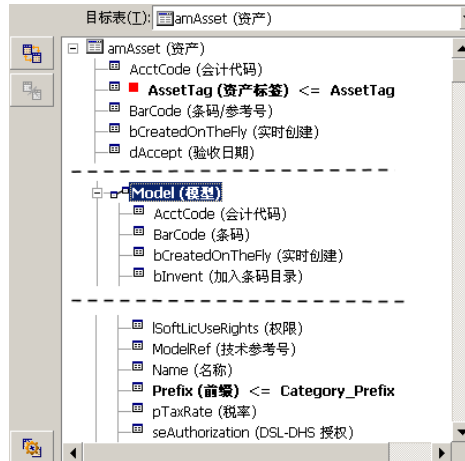 目标表(T): amAsset (资产)
amAsset (资产)
AcctCode (会计代码)
AssetTag (资产标签) <= AssetTag
BarCode (条码/参考号)
bCreatedOnTheFly (实时创建)
dAccept (验收日期)
Model (模型)
AcctCode (会计代码)
BarCode (条码)
bCreatedOnTheFly (实时创建)
bInvent (加入条码目录)
lSoftLicUseRights (权限)
ModelRef (技术参考号)
Name (名称)
Prefix (前缀) <= Category_Prefix
pTaxRate (税率)
seAuthorization (DSL-DHS 授权)